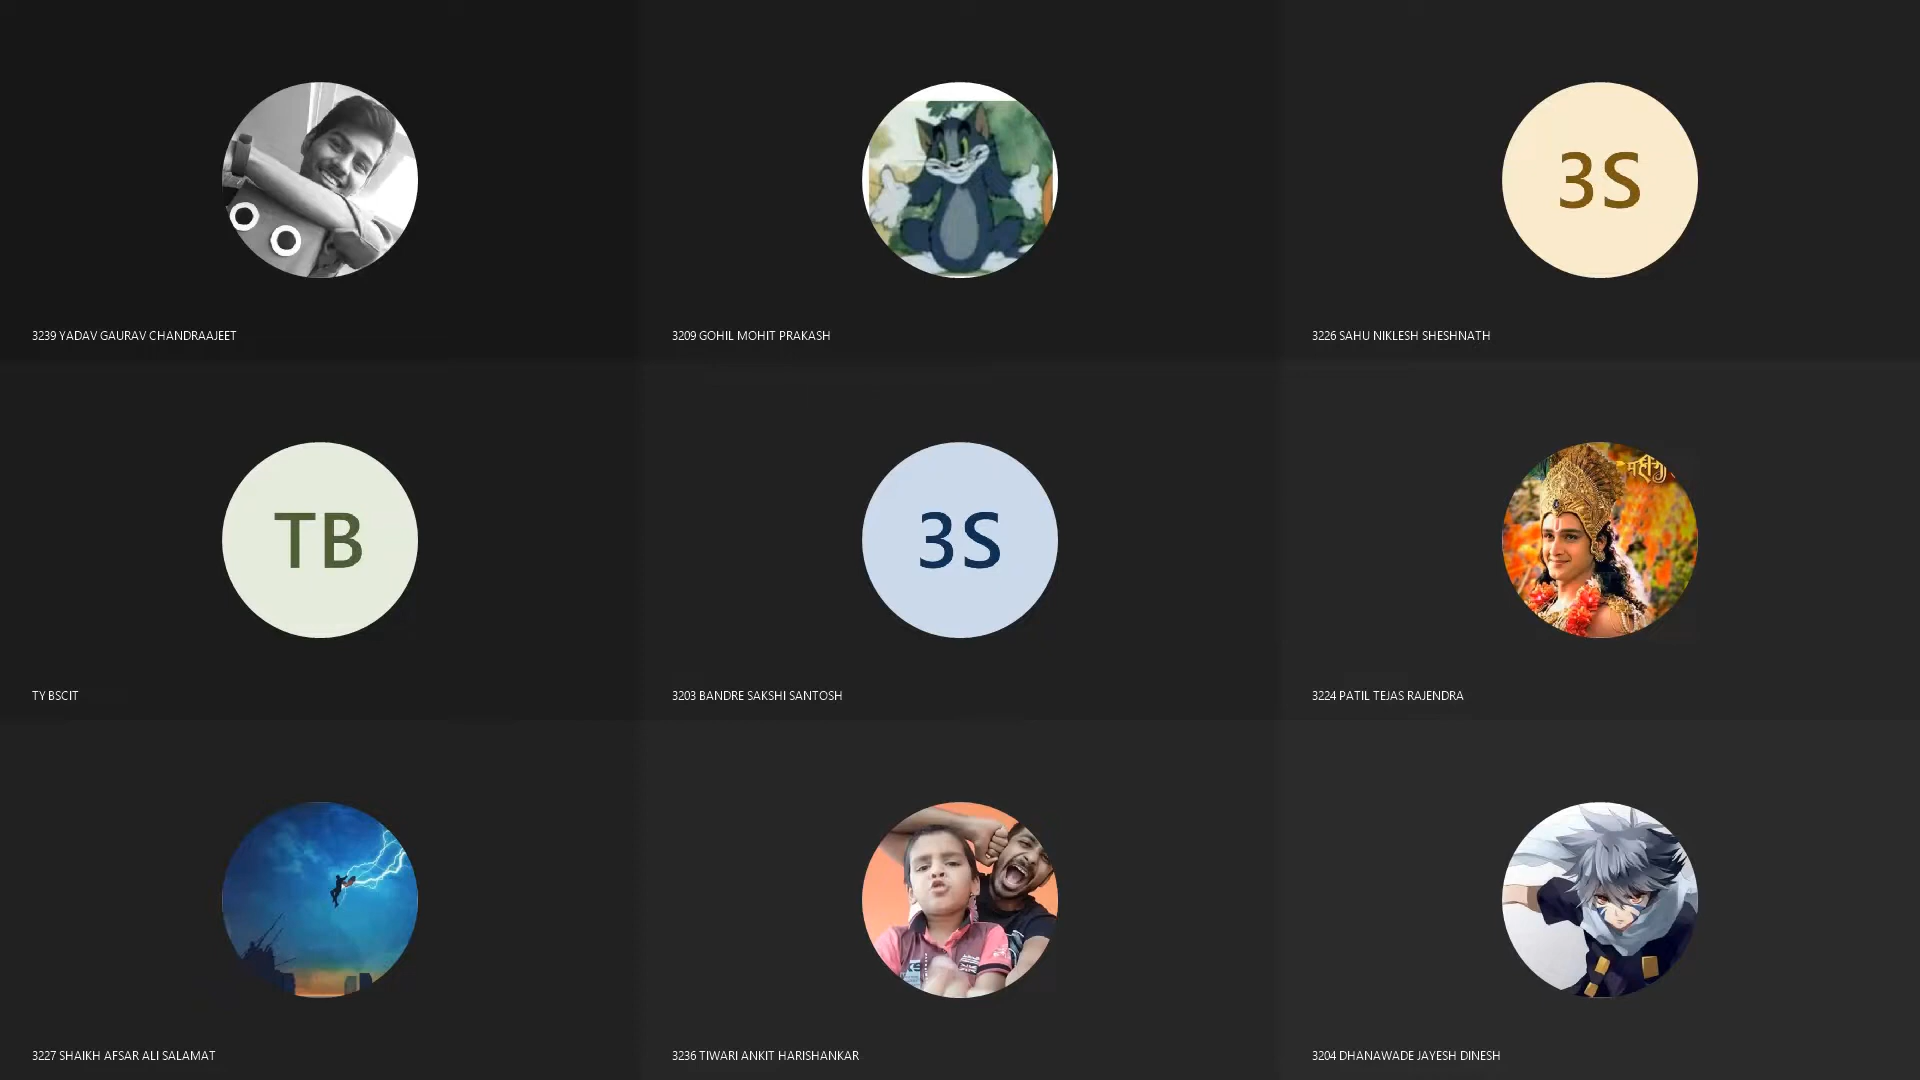 3S
3239 YADAV GAURAV CHANDRAAJEET
3209 GOHIL MOHIT PRAKASH
3226 SAHU NIKLESH SHESHNATH
TB
3S
TY BSCIT
3203 BANDRE SAKSHI SANTOSH
3224 PATIL TEJAS RAJENDRA
3227 SHAIKH AFSAR ALI SALAMAT
3236 TIWARI ANKIT HARISHANKAR
3204 DHANAWADE JAYESH DINESH